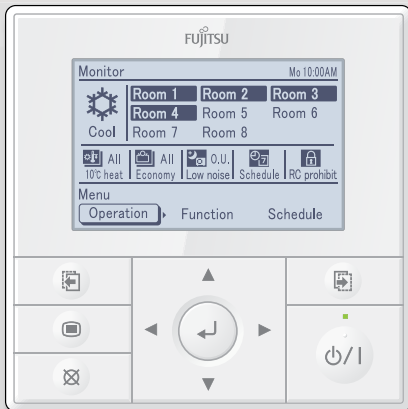 FUJITSU
Monitor Mo 10:00AM
Room 1 Room 2 Room 3
Room 4 Room 5 Room 6
Cool Room 7 Room 8
All All O.U.
10℃ heat Economy Low noise Schedule RC prohibit
Menu
Operation Function Schedule